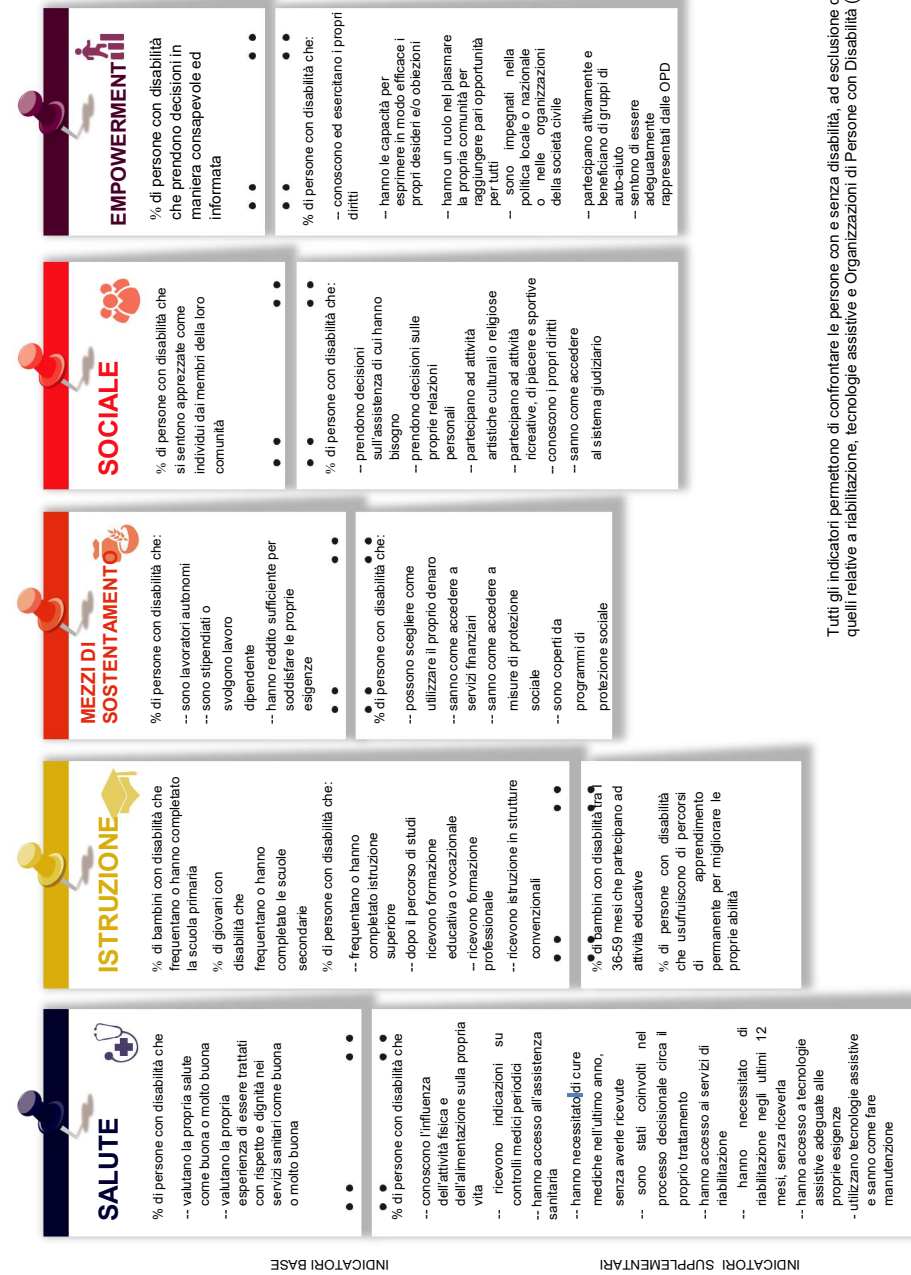 SALUTE
% di persone con disabilità che
-- valutano la propria salute
come buona o molto buona
-- valutano la propria
esperienza di essere trattati
con rispetto e dignità nei
servizi sanitari come buona
o molto buona
% di persone con disabilità che
-- conoscono l'influenza
dell'attività fisica e
dell'alimentazione sulla propria
vita
-- ricevono indicazioni su
controlli medici periodici
-- hanno accesso all'assistenza
sanitaria
-- hanno necessitato di cure
mediche nell'ultimo anno,
senza averle ricevute
-- sono stati coinvolti nel
processo decisionale circa il
proprio trattamento
-- hanno accesso ai servizi di
riabilitazione
-- hanno necessitato di
riabilitazione negli ultimi 12
mesi, senza riceverla
-- hanno accesso a tecnologie
assistive adeguate alle
proprie esigenze
- utilizzano tecnologie assistive
e sanno come fare
manutenzione
ISTRUZIONE
% di bambini con disabilità che
frequentano o hanno completato
la scuola primaria
% di giovani con
disabilità che
frequentano o hanno
completato le scuole
secondarie
% di persone con disabilità che:
-- frequentano o hanno
completato istruzione
superiore
-- dopo il percorso di studi
ricevono formazione
educativa o vocazionale
-- ricevono formazione
professionale
-- ricevono istruzione in strutture
convenzionali
% di bambini con disabilità tra i
36-59 mesi che partecipano ad
attività educative
% di persone con disabilità
che usufruiscono di percorsi
di apprendimento
permanente per migliorare le
proprie abilità
MEZZI DI
SOSTENTAMENTO
% di persone con disabilità che:
-- sono lavoratori autonomi
-- sono stipendiati o
svolgono lavoro
dipendente
-- hanno reddito sufficiente per
soddisfare le proprie
esigenze
% di persone con disabilità che:
-- possono scegliere come
utilizzare il proprio denaro
-- sanno come accedere a
servizi finanziari
-- sanno come accedere a
misure di protezione
sociale
-- sono coperti da
programmi di
protezione sociale
SOCIALE
% di persone con disabilità che
si sentono apprezzate come
individui dai membri della loro
comunità
% di persone con disabilità che:
-- prendono decisioni
sull'assistenza di cui hanno
bisogno
-- prendono decisioni sulle
proprie relazioni
personali
-- partecipano ad attività
artistiche culturali o religiose
-- partecipano ad attività
ricreative, di piacere e sportive
-- conoscono i propri diritti
-- sanno come accedere
al sistema giudiziario
EMPOWERMENT
% di persone con disabilità
che prendono decisioni in
maniera consapevole ed
informata
% di persone con disabilità che:
-- conoscono ed esercitano i propri
diritti
-- hanno le capacità per
esprimere in modo efficace i
propri desideri e/o obiezioni
-- hanno un ruolo nel plasmare
la propria comunità per
raggiungere pari opportunità
per tutti
-- sono impegnati nella
politica locale o nazionale
o nelle organizzazioni
della società civile
-- partecipano attivamente e
beneficiano di gruppi di
auto-aiuto
-- sentono di essere
adeguatamente
rappresentati dalle OPD
INDICATORI BASE
INDICATORI SUPPLEMENTARI
Tutti gli indicatori permettono di confrontare le persone con e senza disabilità, ad esclusione
quelli relative a riabilitazione, tecnologie assistive e Organizzazioni di Persone con Disabilità (